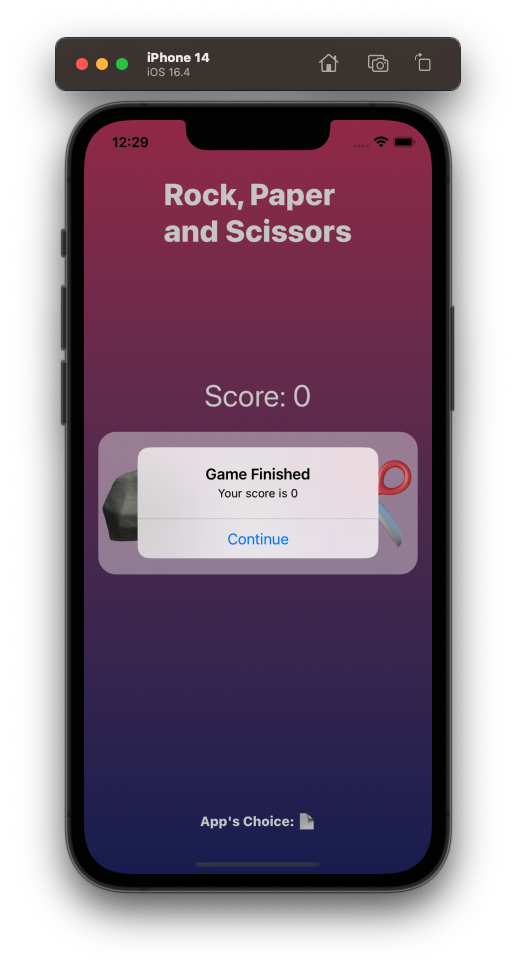 iPhone 14
iOS 16.4
12:29
Rock, Paper
and Scissors
Score: 0
Game Finished
Your score is 0
Continue
App's Choice: